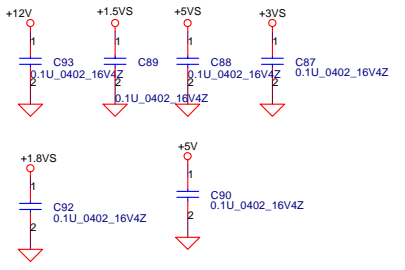 +12V +1.5VS +5VS +3VS
1 1 1 1
C93 C89 C88 C87
0.1U_0402_16V4Z 0.1U_0402_16V4Z 0.1U_0402_16V4Z
2 2 2 2
0.1U_0402_16V4Z
+1.8VS +5V
1 1
C92 C90
0.1U_0402_16V4Z 0.1U_0402_16V4Z
2 2